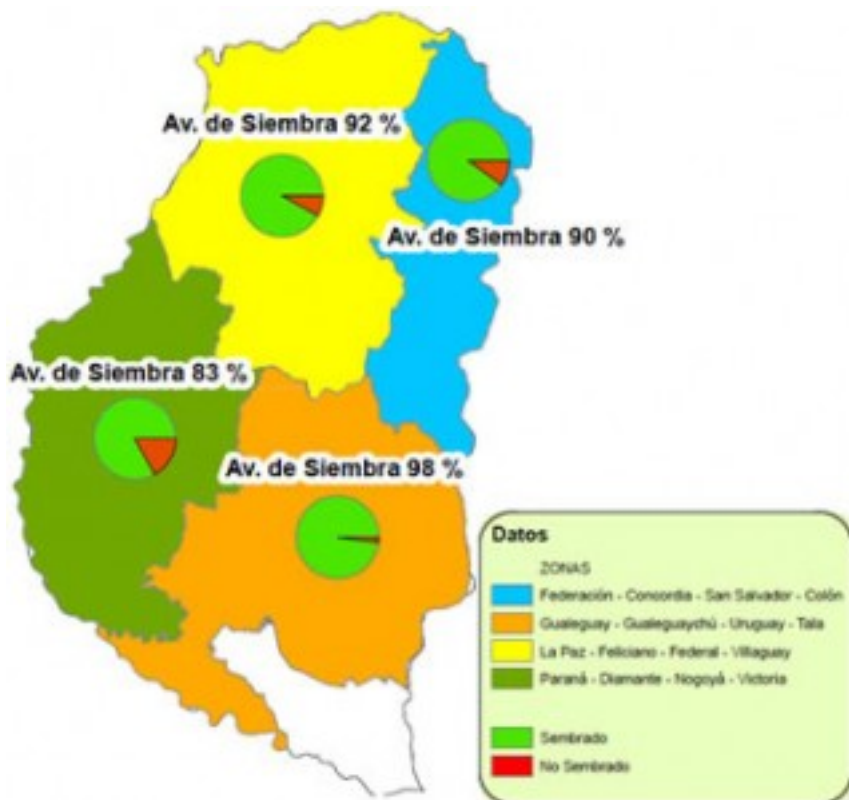 Av. de Siembra 92 %
Av. de Siembra 90 %
Av. de Siembra 83 %
Av. de Siembra 98 %
Datos
ZONAS
Federación - Concordia - San Salvador - Colón
Gualeguay - Gualeguaychú - Uruguay - Tala
La Paz - Feliciano - Federal - Villaguay
Paraná - Diamante - Nogoyá - Victoria
Sembrado
No Sembrado